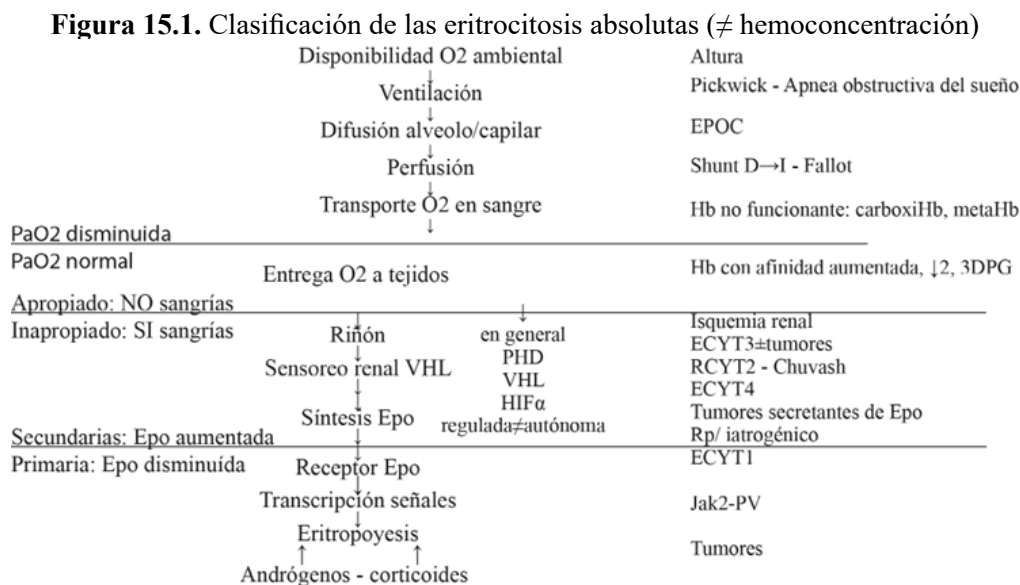 Figura 15.1. Clasificación de las eritrocitosis absolutas (≠ hemoconcentración)
Disponibilidad O2 ambiental Altura
↓
Ventilación Pickwick - Apnea obstructiva del sueño
↓
Difusión alveolo/capilar EPOC
↓
Perfusión Shunt D→I - Fallot
↓
Transporte O2 en sangre Hb no funcionante: carboxiHb, metaHb
↓
PaO2 disminuida
PaO2 normal
Entrega O2 a tejidos Hb con afinidad aumentada, ↓2, 3DPG
Apropiado: NO sangrías
↓ ↓
Inapropiado: SI sangrías Riñón en general Isquemia renal
↓ PHD ECYT3±tumores
Sensoreo renal VHL VHL RCYT2 - Chuvash
↓ HIFα ECYT4
Síntesis Epo regulada≠autónoma Tumores secretantes de Epo
Secundarias: Epo aumentada ↓ Rp/ iatrogénico
Primaria: Epo disminuída Receptor Epo ECYT1
↓
Transcripción señales Jak2-PV
↓
Eritropoyesis
↑ ↑ Tumores
Andrógenos - corticoides